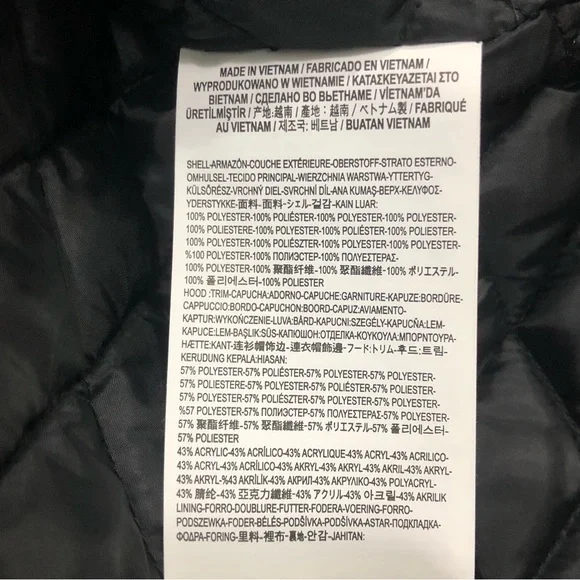 MADE IN VIETNAM / FABRICADO EN VIETNAM /
WYPRODUKOWANO W WIETNAMIE / ΚΑΤΑΣΚΕΥΑΖΕΤΑΙ ΣΤΟ
ΒΙΕΤΝΑΜ / СДЕЛАНО ВО ВЬЕТНАМЕ / VİETNAM'DA
ÜRETİLMİŞTİR / 产地:越南 / 產地：越南 / ベトナム製 / FABRIQUÉ
AU VIETNAM / 제조국: 베트남 / BUATAN VIETNAM
SHELL-ARMAZÓN-COUCHE EXTÉRIEURE-OBERSTOFF-STRATO ESTERNO-
OMHULSEL-TECIDO PRINCIPAL-WIERZCHNIA WARSTWA-YTTERTYG-
KÜLSŐRÉSZ-VRCHNÝ DIEL-SVRCHNÍ DÍL-ANA KUMAŞ-ВЕРХ-ΚΕΛΥΦΟΣ-
YDERSTYKKE-面料-面料-シェル-겉감-KAIN LUAR:
100% POLYESTER-100% POLIÉSTER-100% POLYESTER-100% POLYESTER-
100% POLIESTERE-100% POLYESTER-100% POLIÉSTER-100% POLIESTER-
100% POLYESTER-100% POLIÉSZTER-100% POLYESTER-100% POLYESTER-
%100 POLYESTER-100% ПОЛИЭСТЕР-100% ΠΟΛΥΕΣΤΕΡΑΣ-
100% POLYESTER-100% 聚酯纤维-100% 聚酯纖維-100% ポリエステル-
100% 폴리에스터-100% POLIESTER
HOOD :TRIM-CAPUCHA:ADORNO-CAPUCHE:GARNITURE-KAPUZE:BORDÜRE-
CAPPUCCIO:BORDO-CAPUCHON:BOORD-CAPUZ:AVIAMENTO-
KAPTUR:WYKOŃCZENIE-LUVA:BÅRD-KAPUCNI:SZEGÉLY-KAPUCŇA:LEM-
KAPUCE:LEM-BAŞLIK:SÜS-КАПЮШОН:ОТДЕЛКА-ΚΟΥΚΟΥΛΑ:ΜΠΟΡΝΤΟΥΡΑ-
HÆTTE:KANT-连衫帽饰边-連衣帽飾邊-フード:トリム-후드: 트림-
KERUDUNG KEPALA:HIASAN:
57% POLYESTER-57% POLIÉSTER-57% POLYESTER-57% POLYESTER-
57% POLIESTERE-57% POLYESTER-57% POLIÉSTER-57% POLIESTER-
57% POLYESTER-57% POLIÉSZTER-57% POLYESTER-57% POLYESTER-
%57 POLYESTER-57% ПОЛИЭСТЕР-57% ΠΟΛΥΕΣΤΕΡΑΣ-57% POLYESTER-
57% 聚酯纤维-57% 聚酯纖維-57% ポリエステル-57% 폴리에스터-
57% POLIESTER
43% ACRYLIC-43% ACRÍLICO-43% ACRYLIQUE-43% ACRYL-43% ACRILICO-
43% ACRYL-43% ACRÍLICO-43% AKRYL-43% AKRYL-43% AKRIL-43% AKRYL-
43% AKRYL-%43 AKRİLİK-43% АКРИЛ-43% ΑΚΡΥΛΙΚΟ-43% POLYACRYL-
43% 腈纶-43% 亞克力纖維-43% アクリル-43% 아크릴-43% AKRILIK
LINING-FORRO-DOUBLURE-FUTTER-FODERA-VOERING-FORRO-
PODSZEWKA-FODER-BÉLÉS-PODŠÍVKA-PODŠÍVKA-ASTAR-ПОДКЛАДКА-
ΦΟΔΡΑ-FORING-里料-裡布-裏地-안감-JAHITAN: